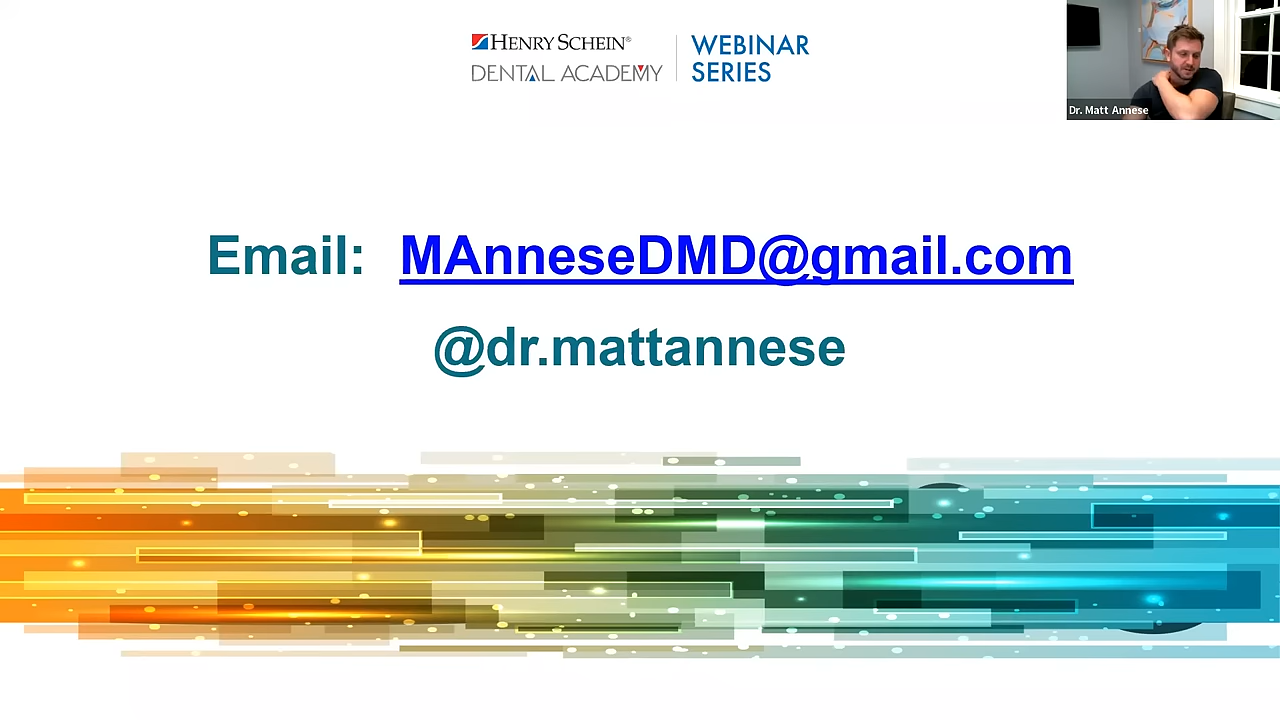 HENRY SCHEIN®
DENTAL ACADEMY
WEBINAR
SERIES
Dr. Matt Annese
Email: MAnneseDMD@gmail.com
@dr.mattannese